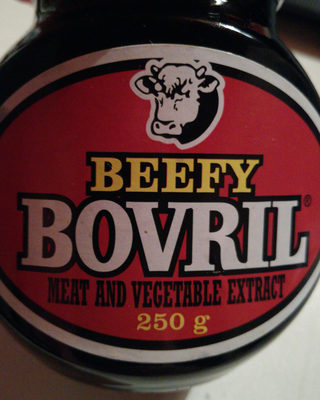 BEEFY
BOVRIL®
MEAT AND VEGETABLE EXTRACT
250 g